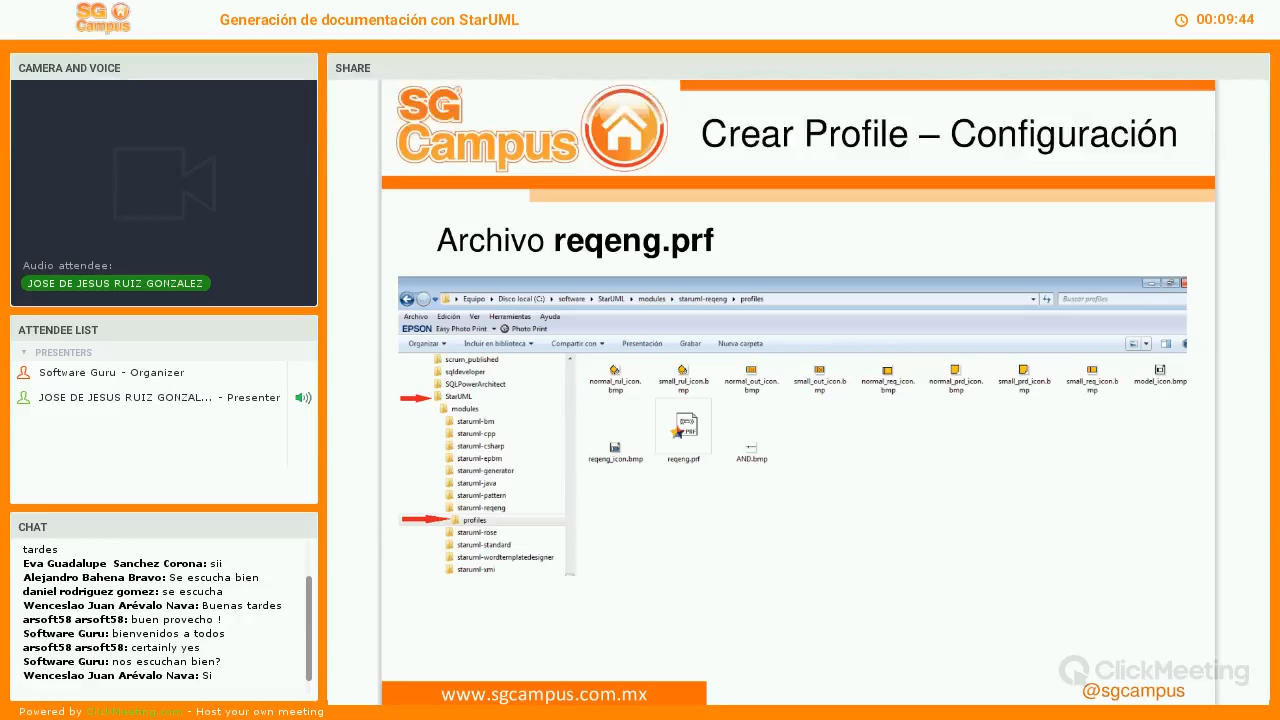 SG Campus
Generación de documentación con StarUML
00:09:44
CAMERA AND VOICE
Audio attendee:
JOSE DE JESUS RUIZ GONZALEZ
ATTENDEE LIST
PRESENTERS
Software Guru - Organizer
JOSE DE JESUS RUIZ GONZAL... - Presenter
CHAT
tardes
Eva Guadalupe Sanchez Corona: sii
Alejandro Bahena Bravo: Se escucha bien
daniel rodriguez gomez: se escucha
Wenceslao Juan Arévalo Nava: Buenas tardes
arsoft58 arsoft58: buen provecho !
Software Guru: bienvenidos a todos
arsoft58 arsoft58: certainly yes
Software Guru: nos escuchan bien?
Wenceslao Juan Arévalo Nava: Si
Powered by ClickMeeting.com - Host your own meeting
SHARE
SG Campus
Crear Profile – Configuración
Archivo reqeng.prf
Equipo Disco local (C:) software StarUML modules staruml-reqeng profiles
Buscar profiles
Archivo Edición Ver Herramientas Ayuda
EPSON Easy Photo Print Photo Print
Organizar Incluir en biblioteca Compartir con Presentación Grabar Nueva carpeta
scrum_published
sqldeveloper
SQLPowerArchitect
StarUML
modules
staruml-bm
staruml-cpp
staruml-csharp
staruml-epbm
staruml-generator
staruml-java
staruml-pattern
staruml-reqeng
profiles
staruml-rose
staruml-standard
staruml-wordtemplatedesigner
staruml-xmi
normal_rul_icon.bmp
small_rul_icon.bmp
normal_out_icon.bmp
small_out_icon.bmp
normal_req_icon.bmp
normal_prd_icon.bmp
small_prd_icon.bmp
small_req_icon.bmp
model_icon.bmp
PRF
reqeng_icon.bmp
reqeng.prf
AND.bmp
www.sgcampus.com.mx
ClickMeeting
@sgcampus